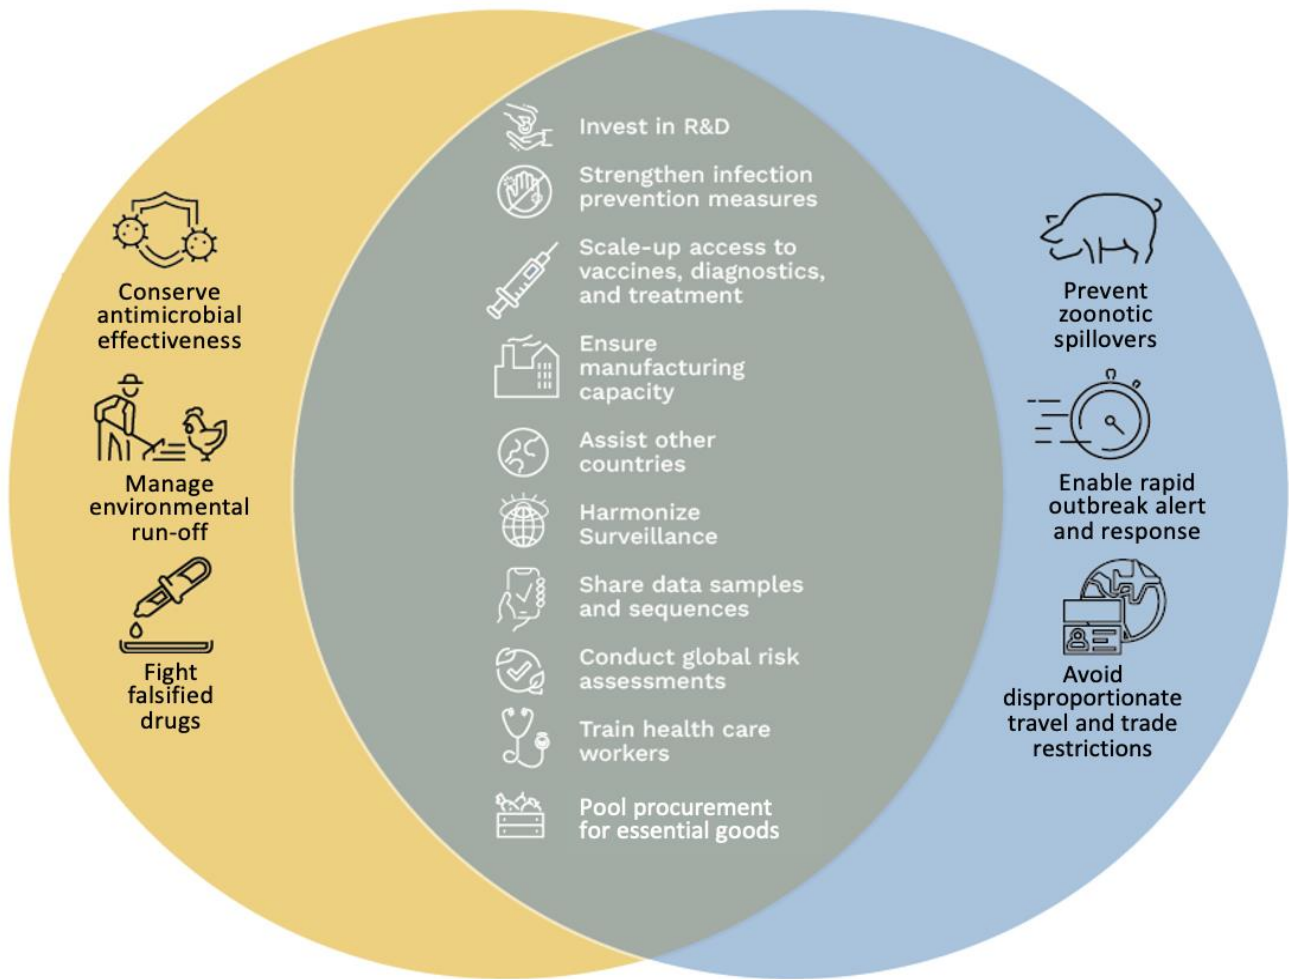 Conserve
antimicrobial
effectiveness
Manage
environmental
run-off
Fight
falsified
drugs
Invest in R&D
Strengthen infection
prevention measures
Scale-up access to
vaccines, diagnostics,
and treatment
Ensure
manufacturing
capacity
Assist other
countries
Harmonize
Surveillance
Share data samples
and sequences
Conduct global risk
assessments
Train health care
workers
Pool procurement
for essential goods
Prevent
zoonotic
spillovers
Enable rapid
outbreak alert
and response
Avoid
disproportionate
travel and trade
restrictions